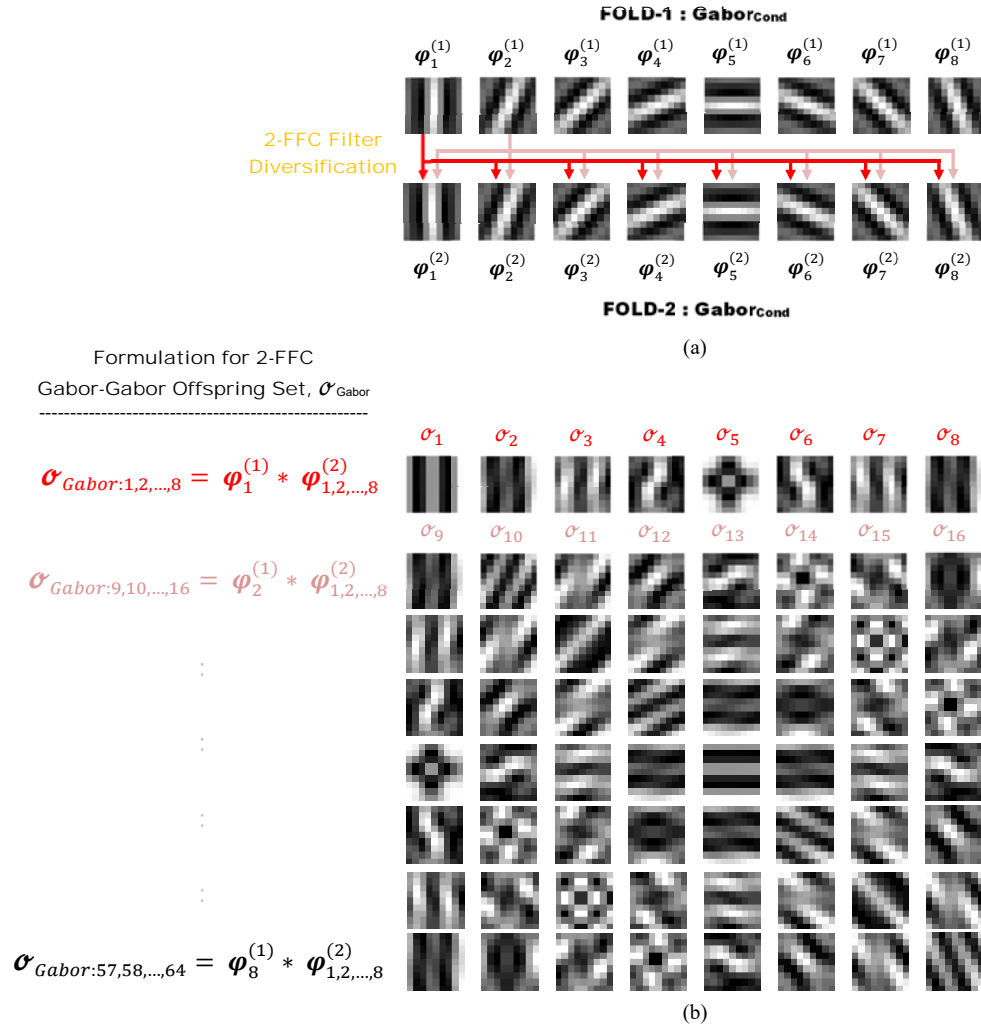 FOLD-1 : GaborCond
φ₁⁽¹⁾ φ₂⁽¹⁾ φ₃⁽¹⁾ φ₄⁽¹⁾ φ₅⁽¹⁾ φ₆⁽¹⁾ φ₇⁽¹⁾ φ₈⁽¹⁾
2-FFC Filter
Diversification
φ₁⁽²⁾ φ₂⁽²⁾ φ₃⁽²⁾ φ₄⁽²⁾ φ₅⁽²⁾ φ₆⁽²⁾ φ₇⁽²⁾ φ₈⁽²⁾
FOLD-2 : GaborCond
(a)
Formulation for 2-FFC
Gabor-Gabor Offspring Set, ℴGabor
------------------------------------------------------
ℴ₁ ℴ₂ ℴ₃ ℴ₄ ℴ₅ ℴ₆ ℴ₇ ℴ₈
ℴGabor:1,2,…,8 = φ₁⁽¹⁾ * φ₁,₂,…,₈⁽²⁾
ℴ₉ ℴ₁₀ ℴ₁₁ ℴ₁₂ ℴ₁₃ ℴ₁₄ ℴ₁₅ ℴ₁₆
ℴGabor:9,10,…,16 = φ₂⁽¹⁾ * φ₁,₂,…,₈⁽²⁾
:
:
:
:
ℴGabor:57,58,…,64 = φ₈⁽¹⁾ * φ₁,₂,…,₈⁽²⁾
(b)